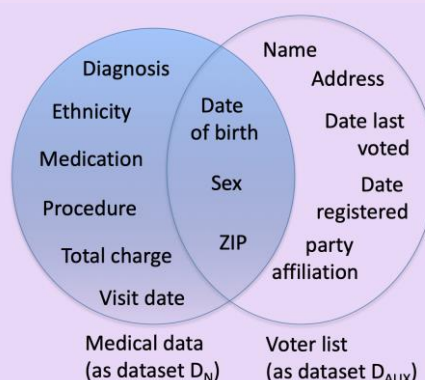 Diagnosis
Ethnicity
Medication
Procedure
Total charge
Visit date
Date
of birth
Sex
ZIP
Name
Address
Date last
voted
Date
registered
party
affiliation
Medical data
(as dataset D_N)
Voter list
(as dataset D_AUX)